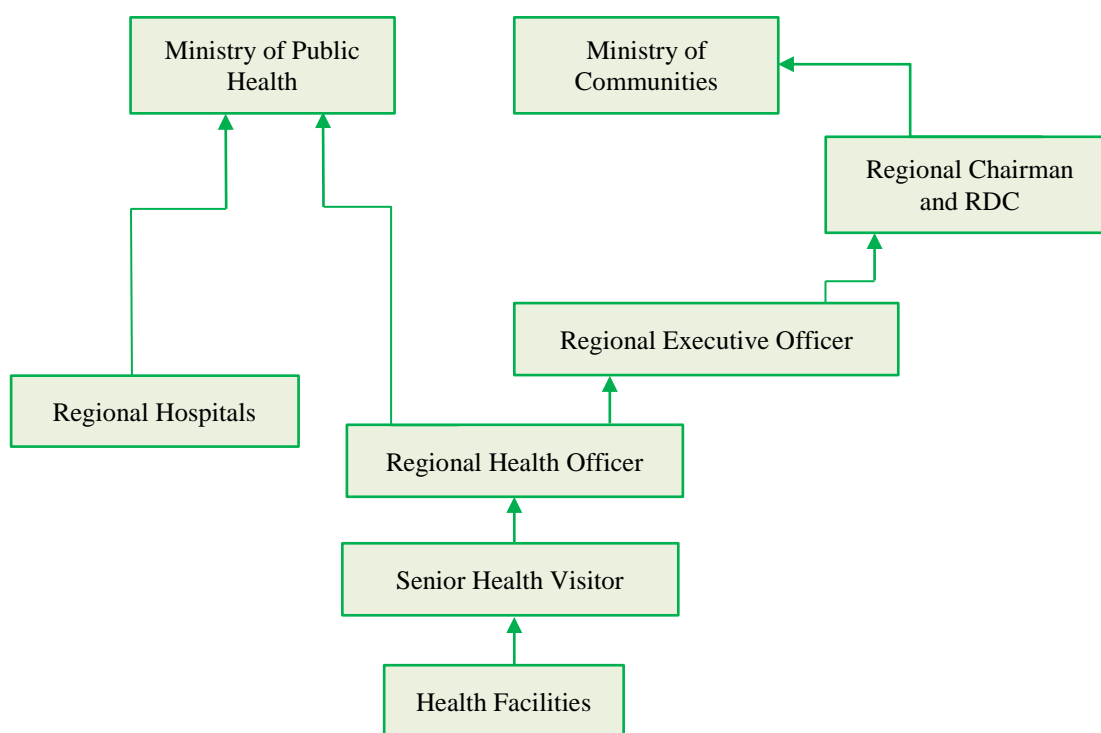 Ministry of Public
Health
Ministry of
Communities
Regional Chairman
and RDC
Regional Executive Officer
Regional Hospitals
Regional Health Officer
Senior Health Visitor
Health Facilities